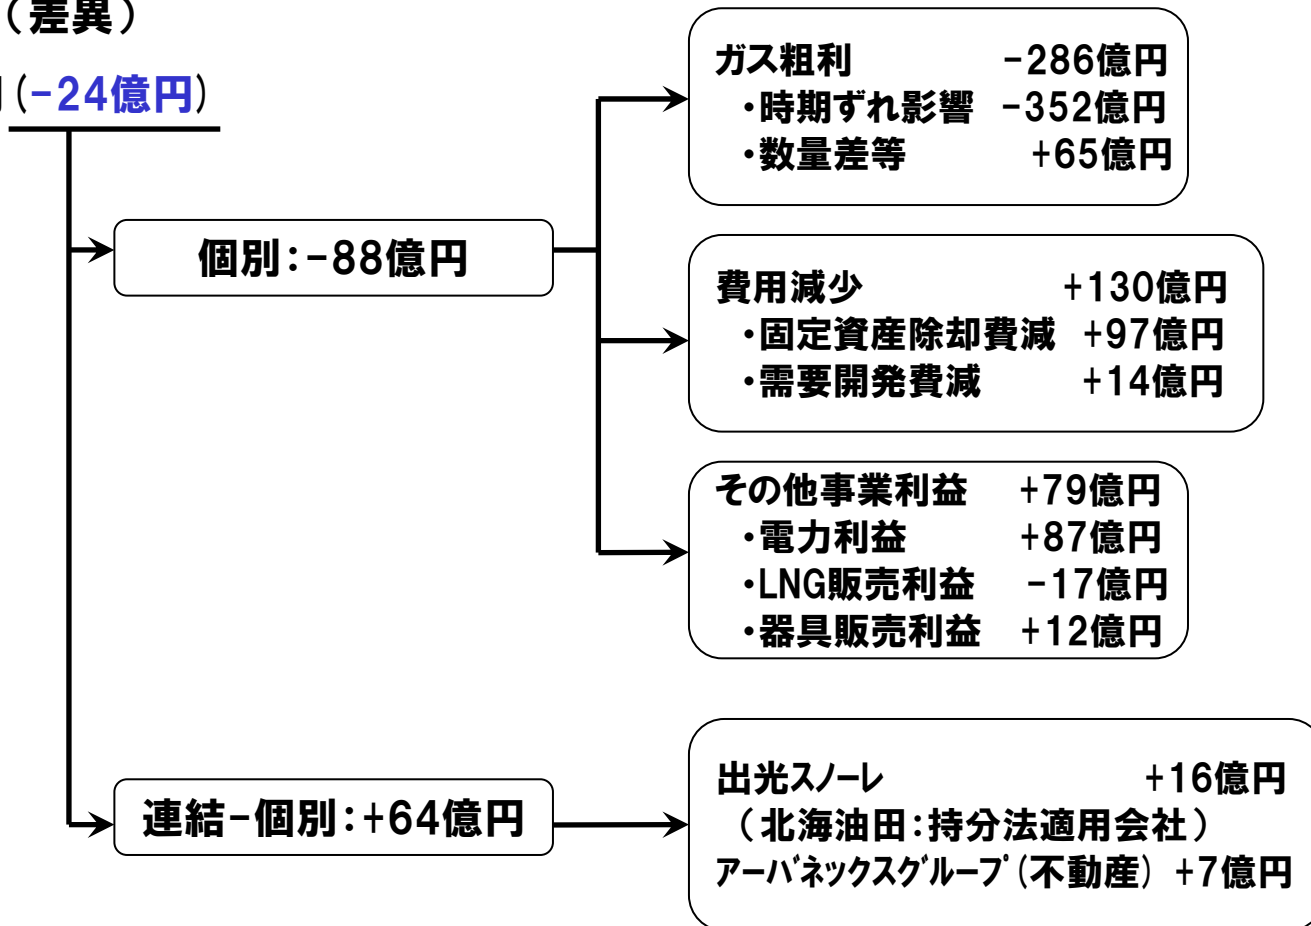 （差異）
(-24億円)
ガス粗利 -286億円
・時期ずれ影響 -352億円
・数量差等 +65億円
個別：-88億円
費用減少 +130億円
・固定資産除却費減 +97億円
・需要開発費減 +14億円
その他事業利益 +79億円
・電力利益 +87億円
・LNG販売利益 -17億円
・器具販売利益 +12億円
連結-個別：+64億円
出光スノーレ +16億円
（北海油田：持分法適用会社）
アーバネックスグループ(不動産) +7億円